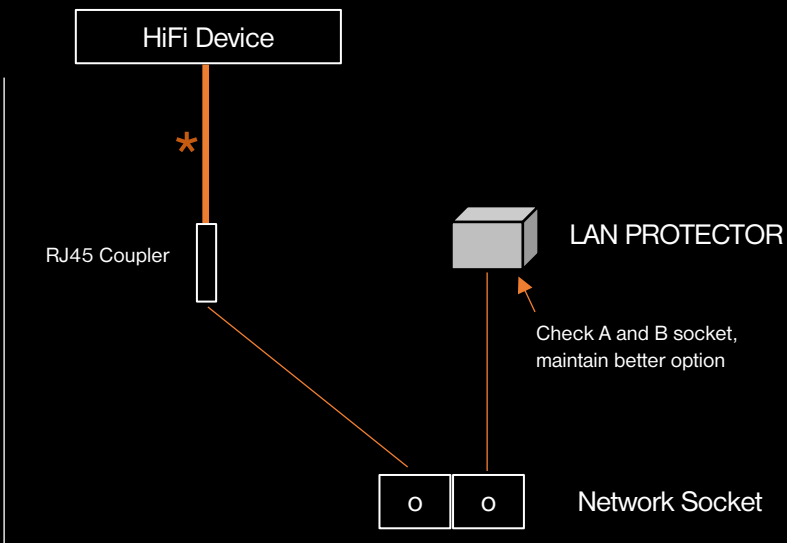 HiFi Device
*
RJ45 Coupler
LAN PROTECTOR
Check A and B socket,
maintain better option
o o
Network Socket